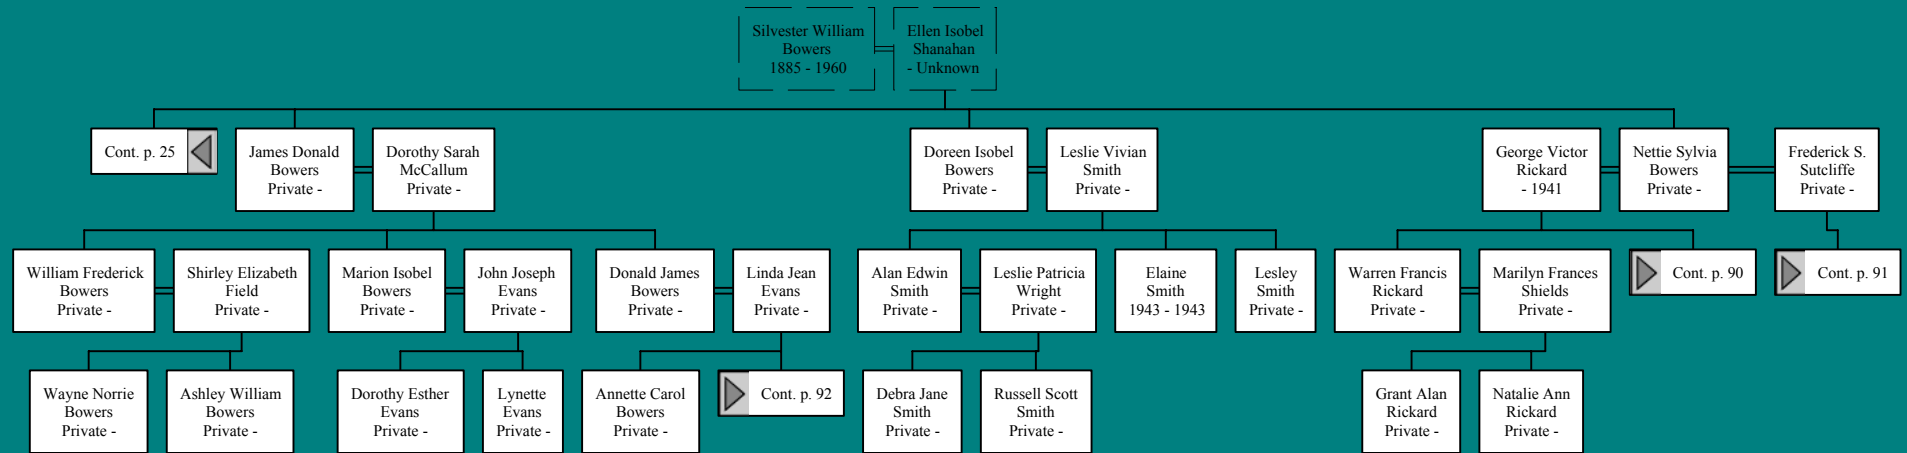 Silvester William
Bowers
1885 - 1960
Ellen Isobel
Shanahan
- Unknown
Cont. p. 25
James Donald
Bowers
Private -
Dorothy Sarah
McCallum
Private -
Doreen Isobel
Bowers
Private -
Leslie Vivian
Smith
Private -
George Victor
Rickard
- 1941
Nettie Sylvia
Bowers
Private -
Frederick S.
Sutcliffe
Private -
William Frederick
Bowers
Private -
Shirley Elizabeth
Field
Private -
Marion Isobel
Bowers
Private -
John Joseph
Evans
Private -
Donald James
Bowers
Private -
Linda Jean
Evans
Private -
Alan Edwin
Smith
Private -
Leslie Patricia
Wright
Private -
Elaine
Smith
1943 - 1943
Lesley
Smith
Private -
Warren Francis
Rickard
Private -
Marilyn Frances
Shields
Private -
Cont. p. 90
Cont. p. 91
Wayne Norrie
Bowers
Private -
Ashley William
Bowers
Private -
Dorothy Esther
Evans
Private -
Lynette
Evans
Private -
Annette Carol
Bowers
Private -
Cont. p. 92
Debra Jane
Smith
Private -
Russell Scott
Smith
Private -
Grant Alan
Rickard
Private -
Natalie Ann
Rickard
Private -